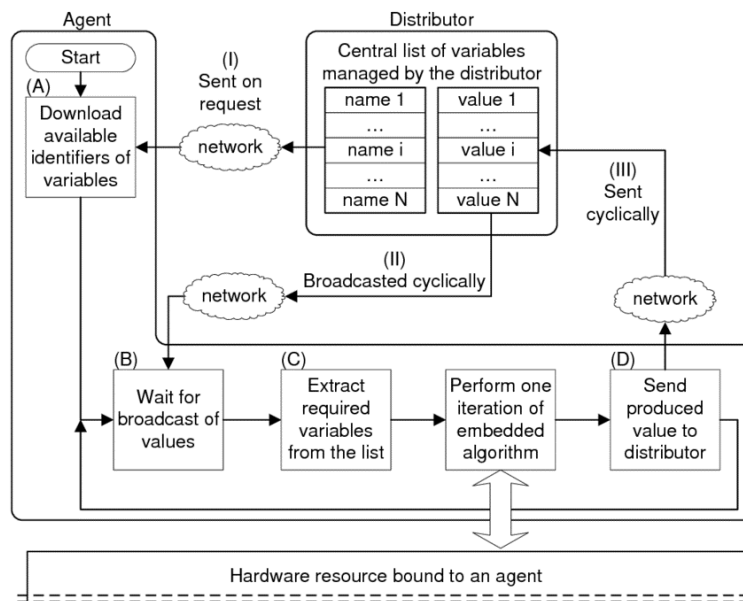 Agent
Distributor
Start
(A)
Download
available
identifiers of
variables
(I)
Sent on
request
network
Central list of variables
managed by the distributor
name 1
...
name i
...
name N
value 1
...
value i
...
value N
(III)
Sent
cyclically
(II)
Broadcasted cyclically
network
network
(B)
Wait for
broadcast of
values
(C)
Extract
required
variables
from the list
Perform one
iteration of
embedded
algorithm
(D)
Send
produced
value to
distributor
Hardware resource bound to an agent